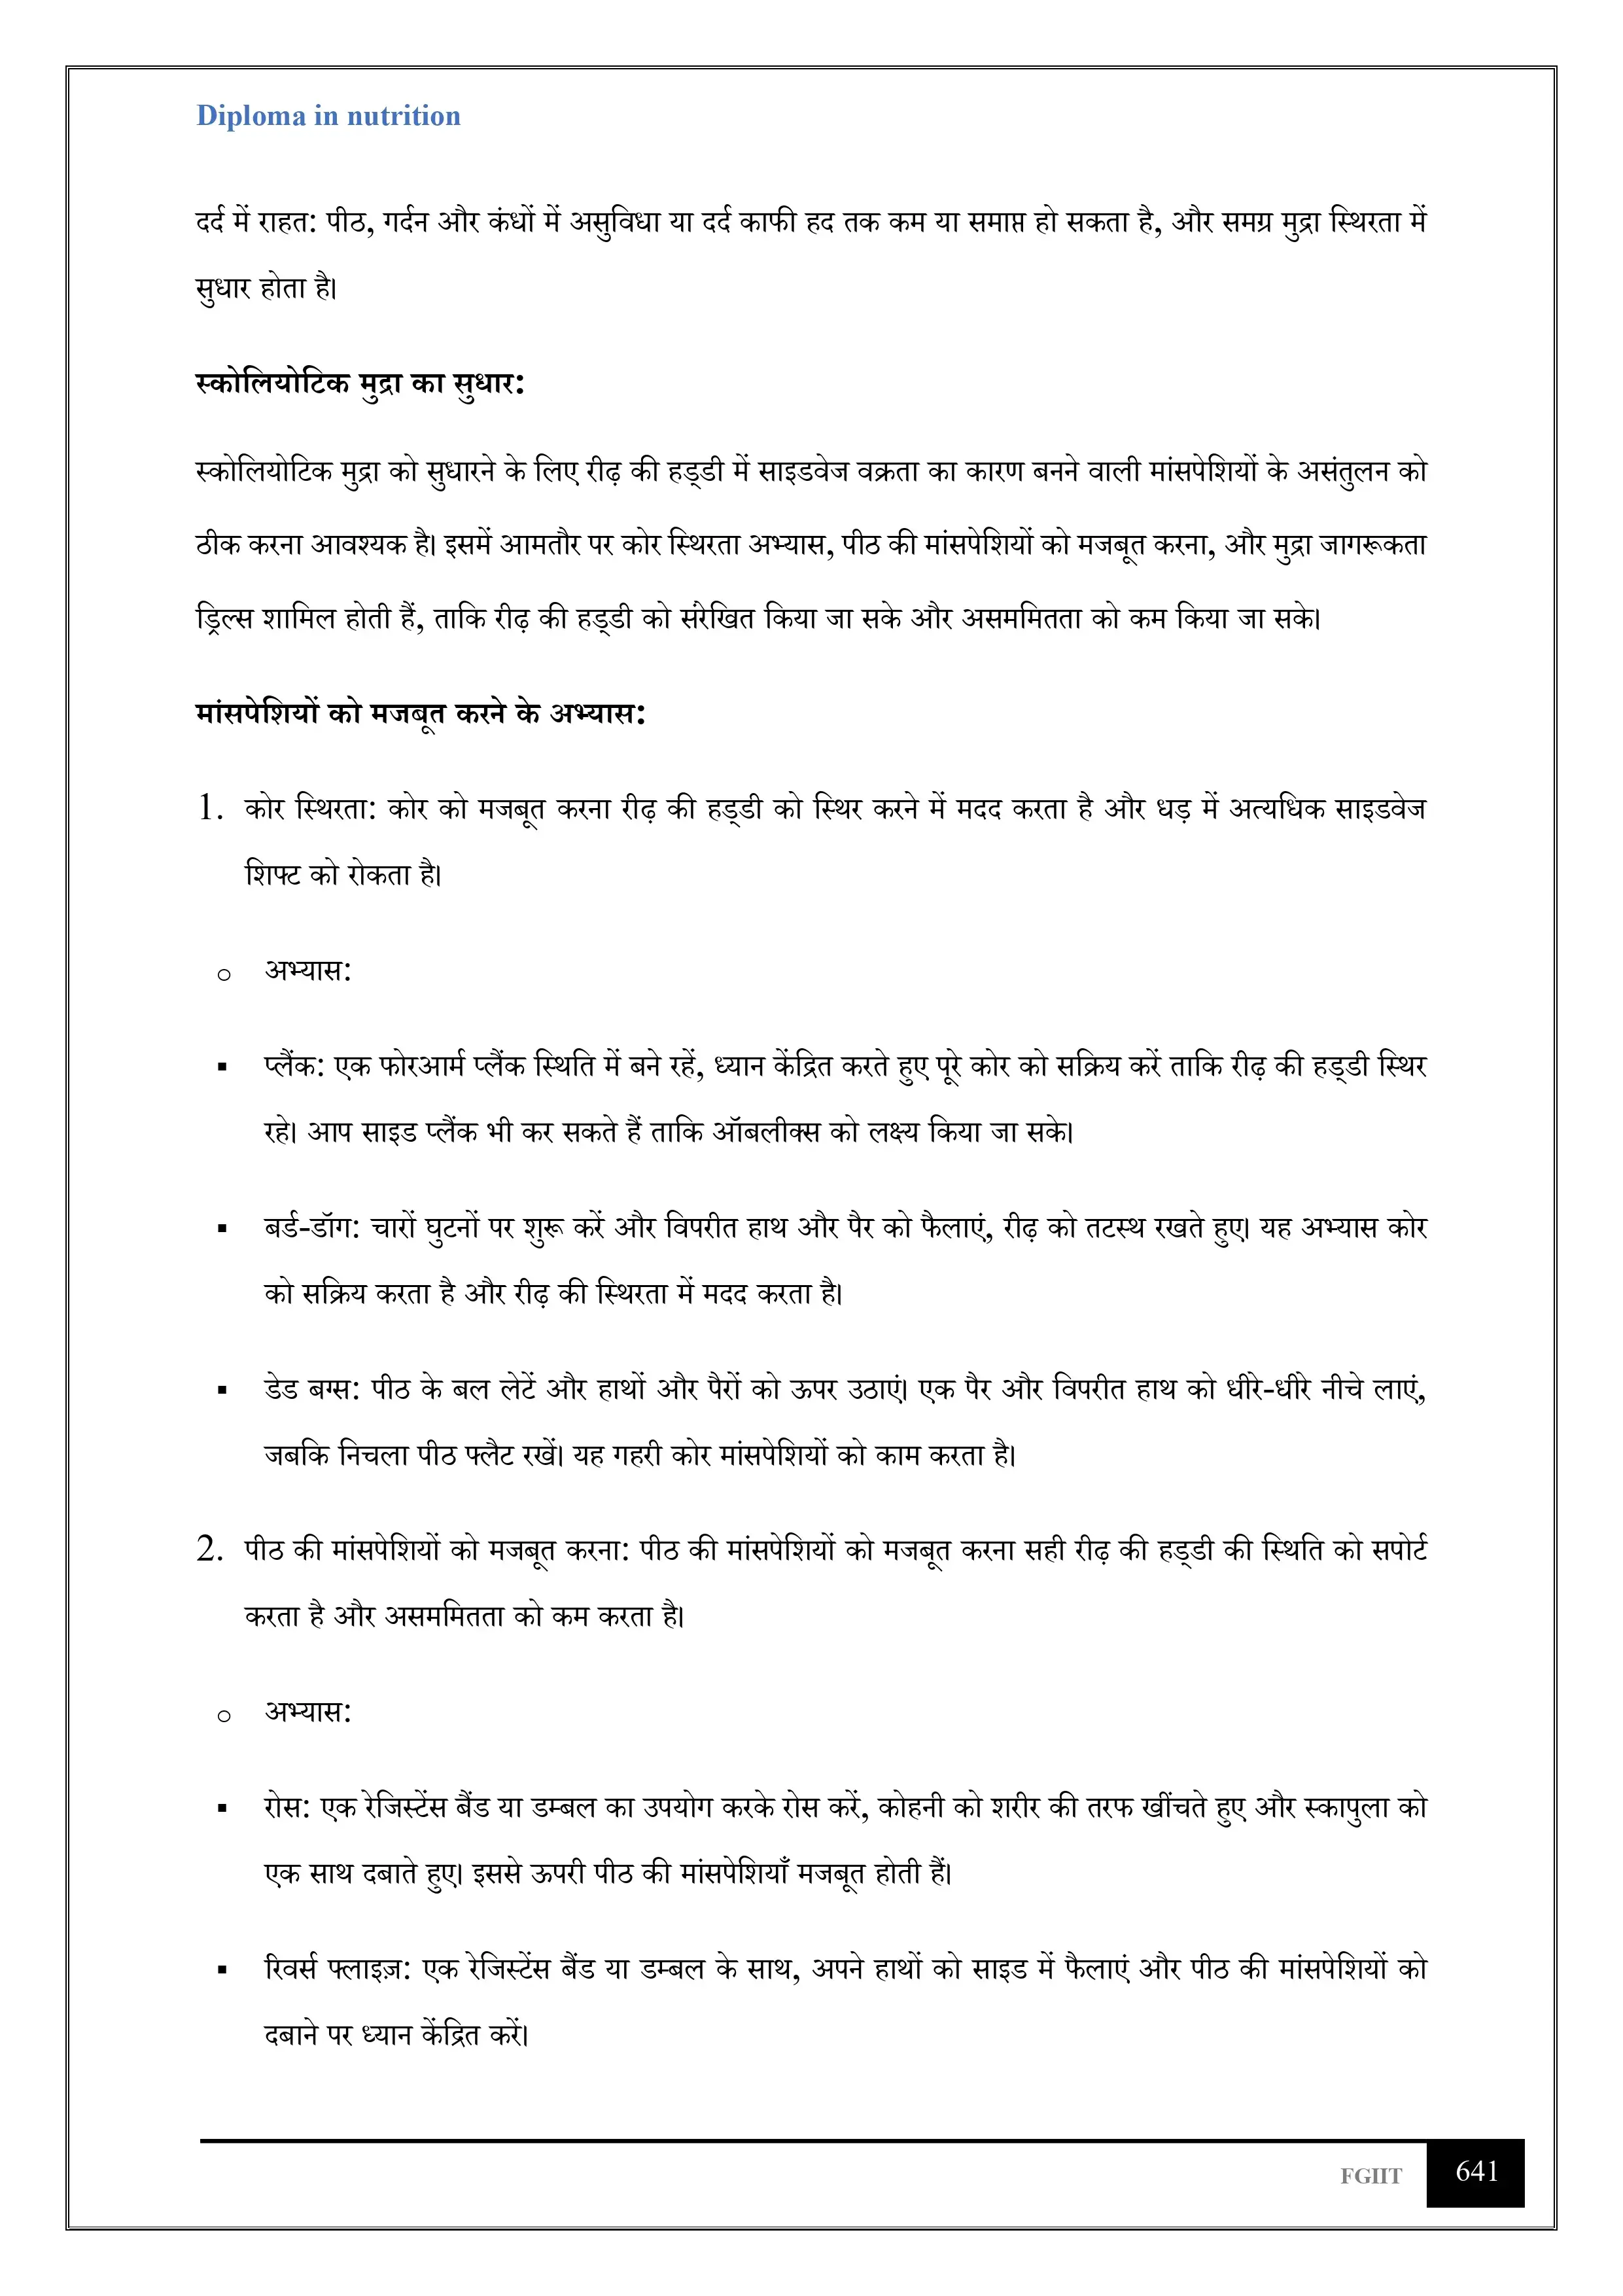 Diploma in nutrition
दर्द में राहत: पीठ, गर्दन और कंधों में असुविधा या दर्द काफी हद तक कम या समाप्त हो सकता है, और समग्र मुद्रा स्थिरता में
सुधार होता है।
स्कोलियोटिक मुद्रा का सुधार:
स्कोलियोटिक मुद्रा को सुधारने के लिए रीढ़ की हड्डी में साइडवेज वक्रता का कारण बनने वाली मांसपेशियों के असंतुलन को
ठीक करना आवश्यक है। इसमें आमतौर पर कोर स्थिरता अभ्यास, पीठ की मांसपेशियों को मजबूत करना, और मुद्रा जागरूकता
ड्रिल्स शामिल होती हैं, ताकि रीढ़ की हड्डी को संरेखित किया जा सके और असममितता को कम किया जा सके।
मांसपेशियों को मजबूत करने के अभ्यास:
1. कोर स्थिरता: कोर को मजबूत करना रीढ़ की हड्डी को स्थिर करने में मदद करता है और धड़ में अत्यधिक साइडवेज
शिफ्ट को रोकता है।
o अभ्यास:
▪ प्लैंक: एक फोरआर्म प्लैंक स्थिति में बने रहें, ध्यान केंद्रित करते हुए पूरे कोर को सक्रिय करें ताकि रीढ़ की हड्डी स्थिर
रहे। आप साइड प्लैंक भी कर सकते हैं ताकि ऑबलीक्स को लक्ष्य किया जा सके।
▪ बर्ड-डॉग: चारों घुटनों पर शुरू करें और विपरीत हाथ और पैर को फैलाएं, रीढ़ को तटस्थ रखते हुए। यह अभ्यास कोर
को सक्रिय करता है और रीढ़ की स्थिरता में मदद करता है।
▪ डेड बग्स: पीठ के बल लेटें और हाथों और पैरों को ऊपर उठाएं। एक पैर और विपरीत हाथ को धीरे-धीरे नीचे लाएं,
जबकि निचला पीठ फ्लैट रखें। यह गहरी कोर मांसपेशियों को काम करता है।
2. पीठ की मांसपेशियों को मजबूत करना: पीठ की मांसपेशियों को मजबूत करना सही रीढ़ की हड्डी की स्थिति को सपोर्ट
करता है और असममितता को कम करता है।
o अभ्यास:
▪ रोस: एक रेजिस्टेंस बैंड या डम्बल का उपयोग करके रोस करें, कोहनी को शरीर की तरफ खींचते हुए और स्कापुला को
एक साथ दबाते हुए। इससे ऊपरी पीठ की मांसपेशियाँ मजबूत होती हैं।
▪ रिवर्स फ्लाइज़: एक रेजिस्टेंस बैंड या डम्बल के साथ, अपने हाथों को साइड में फैलाएं और पीठ की मांसपेशियों को
दबाने पर ध्यान केंद्रित करें।
FGIIT 641